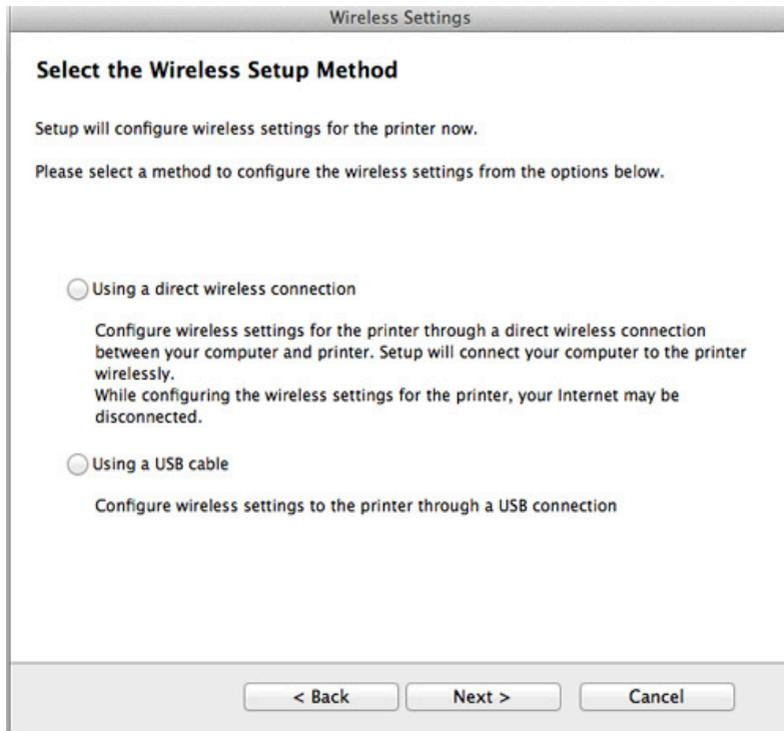 Wireless Settings
Select the Wireless Setup Method
Setup will configure wireless settings for the printer now.
Please select a method to configure the wireless settings from the options below.
Using a direct wireless connection
Configure wireless settings for the printer through a direct wireless connection
between your computer and printer. Setup will connect your computer to the printer
wirelessly.
While configuring the wireless settings for the printer, your Internet may be
disconnected.
Using a USB cable
Configure wireless settings to the printer through a USB connection
< Back Next > Cancel